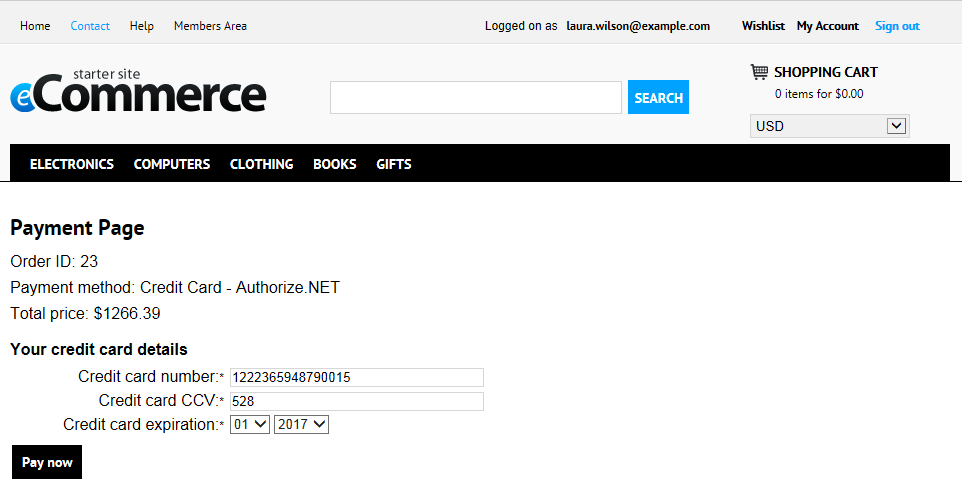 Home Contact Help Members Area Logged on as laura.wilson@example.com Wishlist My Account Sign out
starter site
eCommerce
SEARCH
SHOPPING CART
0 items for $0.00
USD
ELECTRONICS COMPUTERS CLOTHING BOOKS GIFTS
Payment Page
Order ID: 23
Payment method: Credit Card - Authorize.NET
Total price: $1266.39
Your credit card details
Credit card number:* 1222365948790015
Credit card CCV:* 528
Credit card expiration:* 01 2017
Pay now